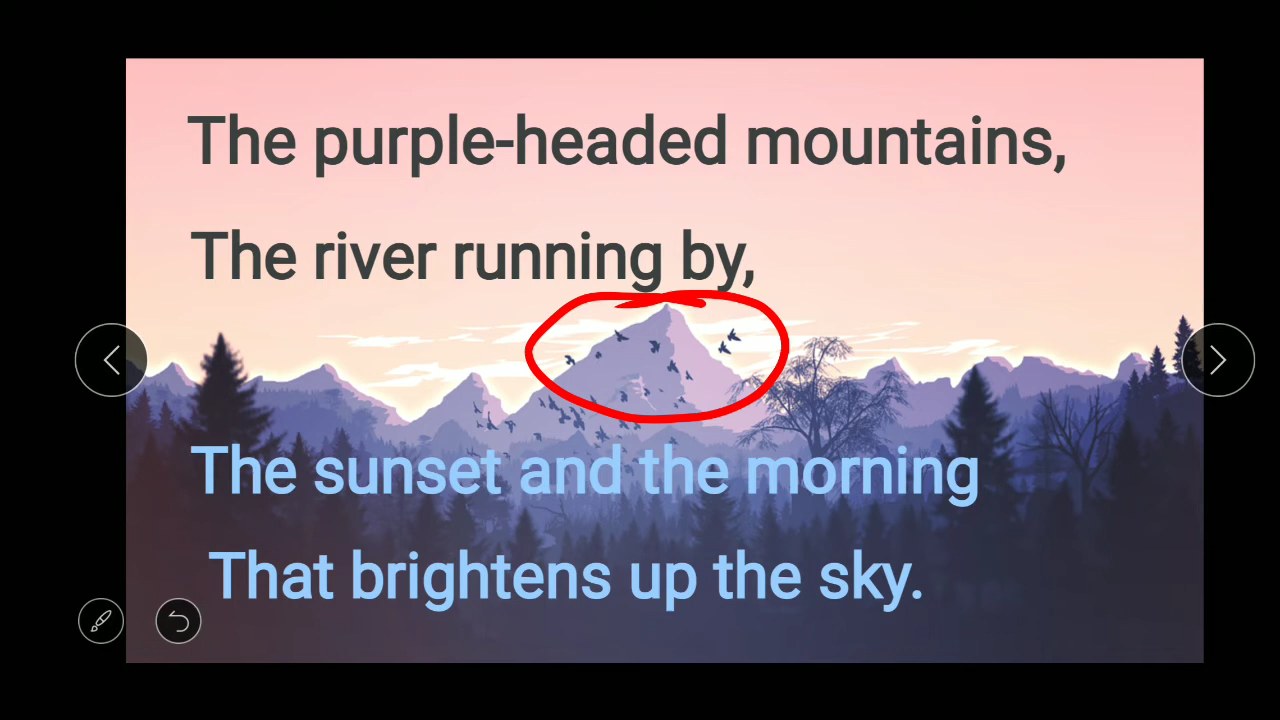 The purple-headed mountains,
The river running by,
The sunset and the morning
That brightens up the sky.